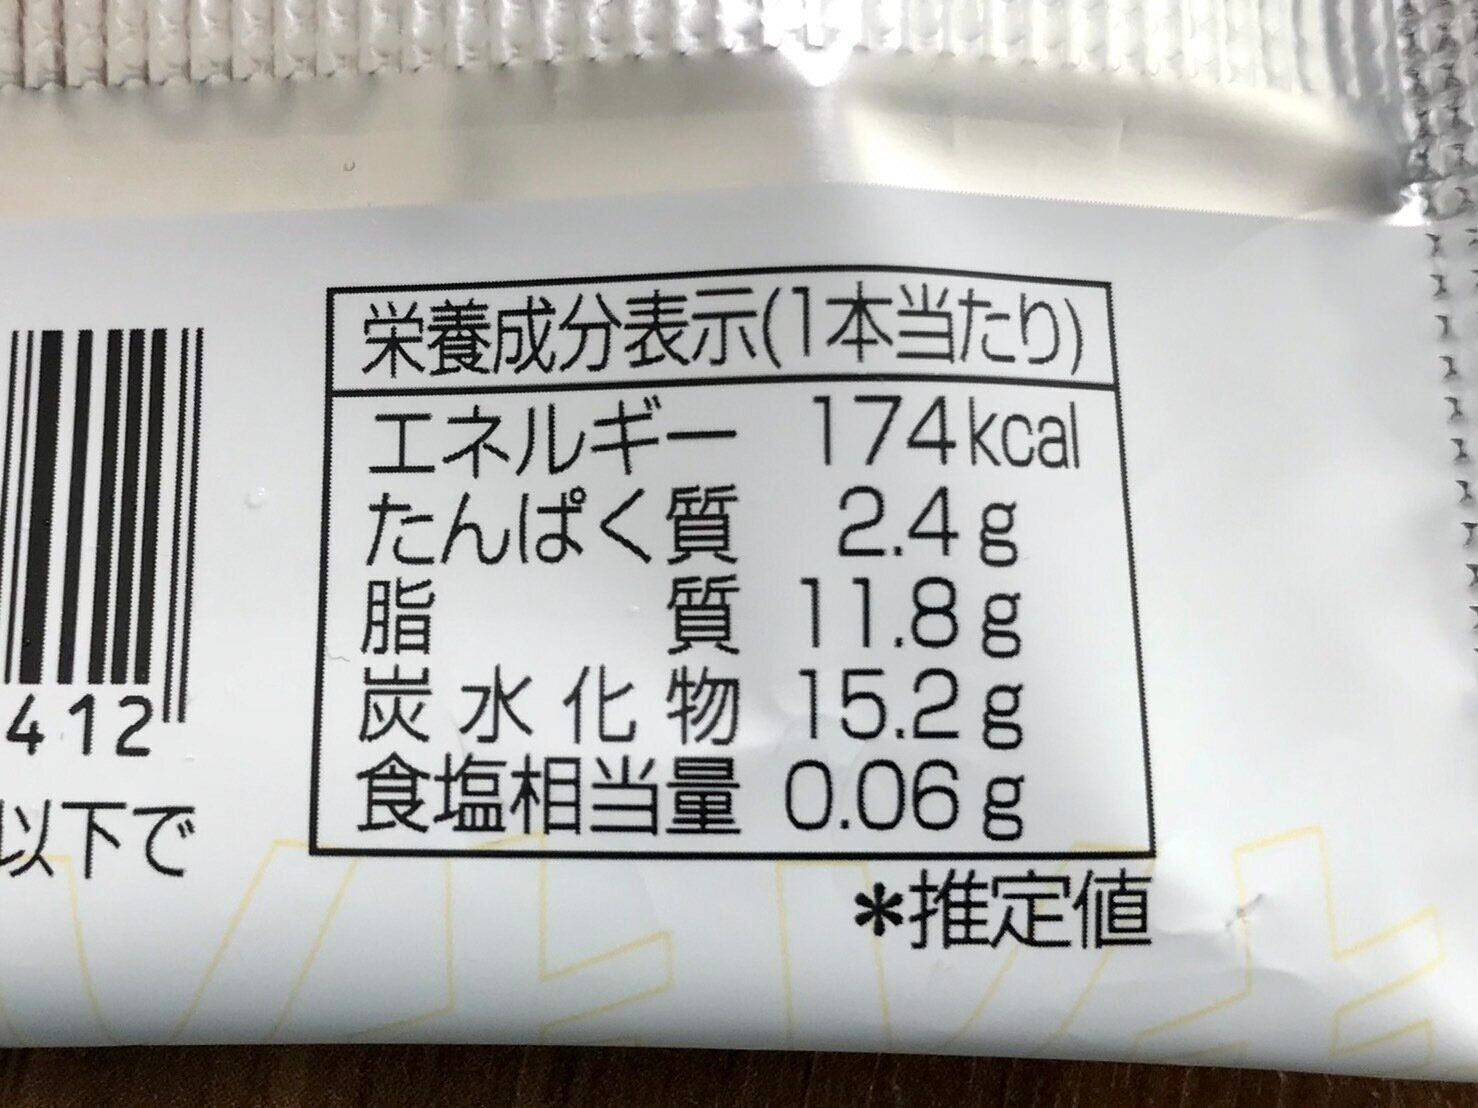 栄養成分表示(1本当たり)
エネルギー 174kcal
たんぱく質 2.4g
脂質 11.8g
炭水化物 15.2g
食塩相当量 0.06g
*推定値
412
以下で